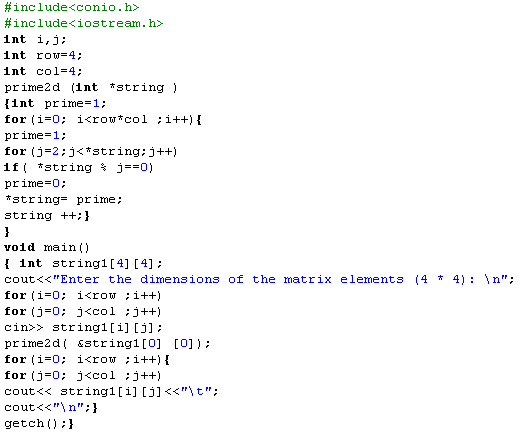 #include<conio.h>
#include<iostream.h>
int i,j;
int row=4;
int col=4;
prime2d (int *string )
{int prime=1;
for(i=0; i<row*col ;i++){
prime=1;
for(j=2;j<*string;j++)
if( *string % j==0)
prime=0;
*string= prime;
string ++;}
}
void main()
{ int string1[4][4];
cout<<"Enter the dimensions of the matrix elements (4 * 4): \n";
for(i=0; i<row ;i++)
for(j=0; j<col ;j++)
cin>> string1[i][j];
prime2d( &string1[0] [0]);
for(i=0; i<row ;i++){
for(j=0; j<col ;j++)
cout<< string1[i][j]<<"\t";
cout<<"\n";}
getch();}